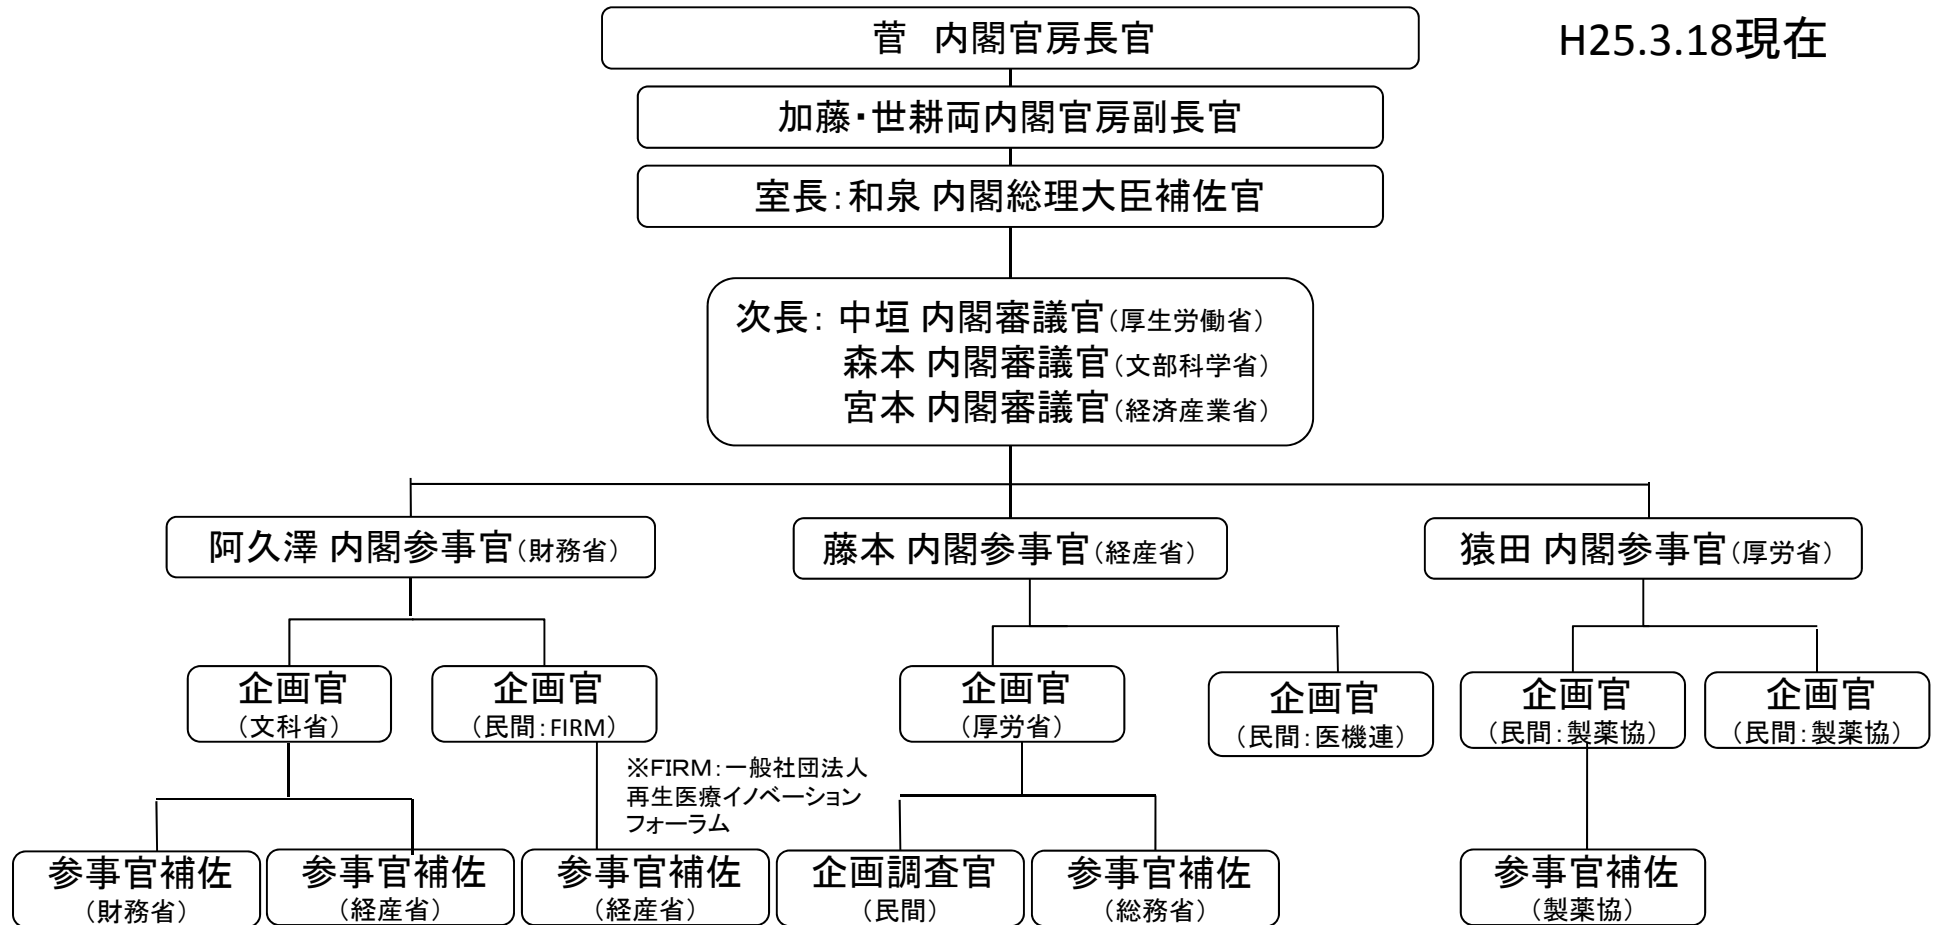 菅　内閣官房長官
H25.3.18現在
加藤・世耕両内閣官房副長官
室長：和泉 内閣総理大臣補佐官
次長： 中垣 内閣審議官（厚生労働省）
森本 内閣審議官（文部科学省）
宮本 内閣審議官（経済産業省）
阿久澤 内閣参事官（財務省）
藤本 内閣参事官（経産省）
猿田 内閣参事官（厚労省）
企画官
（文科省）
企画官
（民間：FIRM）
企画官
（厚労省）
企画官
（民間：医機連）
企画官
（民間：製薬協）
企画官
（民間：製薬協）
※FIRM：一般社団法人
再生医療イノベーション
フォーラム
参事官補佐
（財務省）
参事官補佐
（経産省）
参事官補佐
（経産省）
企画調査官
（民間）
参事官補佐
（総務省）
参事官補佐
（製薬協）